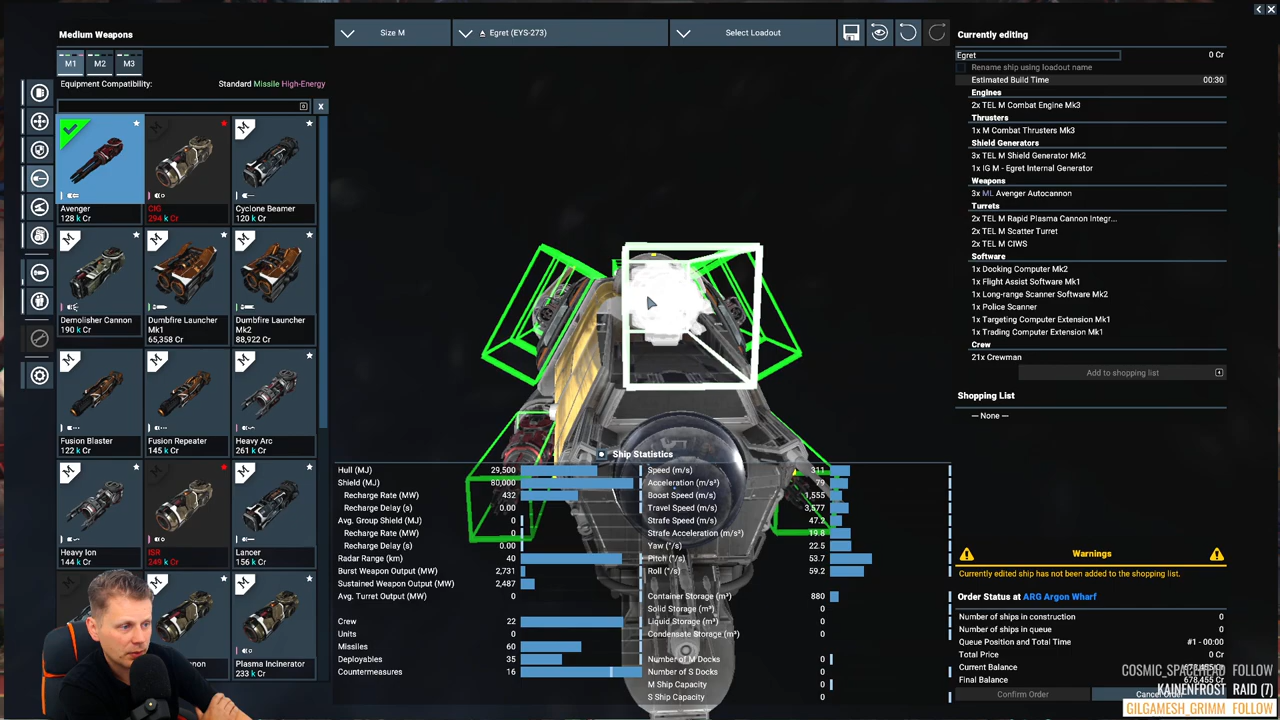 Medium Weapons
M1 M2 M3
Equipment Compatibility: Standard Missile High-Energy
x
Avenger
128 k Cr
CIG
294 k Cr
Cyclone Beamer
120 k Cr
Demolisher Cannon
190 k Cr
Dumbfire Launcher
Mk1
65,358 Cr
Dumbfire Launcher
Mk2
88,922 Cr
Fusion Blaster
122 k Cr
Fusion Repeater
145 k Cr
Heavy Arc
261 k Cr
Heavy Ion
144 k Cr
ISR
249 k Cr
Lancer
156 k Cr
Plasma Incinerator
233 k Cr
Size M
Egret (EYS-273)
Select Loadout
Ship Statistics
Hull (MJ) 29,500
Shield (MJ) 80,000
Recharge Rate (MW) 432
Recharge Delay (s) 0.00
Avg. Group Shield (MJ) 0
Recharge Rate (MW) 0
Recharge Delay (s) 0.00
Radar Range (km) 40
Burst Weapon Output (MW) 2,731
Sustained Weapon Output (MW) 2,487
Avg. Turret Output (MW) 0
Crew 22
Units 0
Missiles 60
Deployables 35
Countermeasures 16
Speed (m/s) 311
Acceleration (m/s²) 79
Boost Speed (m/s) 1,555
Travel Speed (m/s) 3,577
Strafe Speed (m/s) 47.2
Strafe Acceleration (m/s²) 19.8
Yaw (°/s) 22.5
Pitch (°/s) 53.7
Roll (°/s) 59.2
Container Storage (m³) 880
Solid Storage (m³) 0
Liquid Storage (m³) 0
Condensate Storage (m³) 0
Number of M Docks 0
Number of S Docks 0
M Ship Capacity 0
S Ship Capacity 0
Currently editing
Egret 0 Cr
Rename ship using loadout name
Estimated Build Time 00:30
Engines
2x TEL M Combat Engine Mk3
Thrusters
1x M Combat Thrusters Mk3
Shield Generators
3x TEL M Shield Generator Mk2
1x IG M - Egret Internal Generator
Weapons
3x ML Avenger Autocannon
Turrets
2x TEL M Rapid Plasma Cannon Integr...
2x TEL M Scatter Turret
2x TEL M CIWS
Software
1x Docking Computer Mk2
1x Flight Assist Software Mk1
1x Long-range Scanner Software Mk2
1x Police Scanner
1x Targeting Computer Extension Mk1
1x Trading Computer Extension Mk1
Crew
21x Crewman
Add to shopping list
Shopping List
— None —
Warnings
Currently edited ship has not been added to the shopping list.
Order Status at ARG Argon Wharf
Number of ships in construction 0
Number of ships in queue 0
Queue Position and Total Time #1 - 00:00
Total Price 0 Cr
Current Balance 678,455 Cr
Final Balance 678,455 Cr
Confirm Order
Cancel Order
COSMIC_SPACEHEAD FOLLOW
KAINENFROST RAID (7)
GILGAMESH_GRIMM FOLLOW